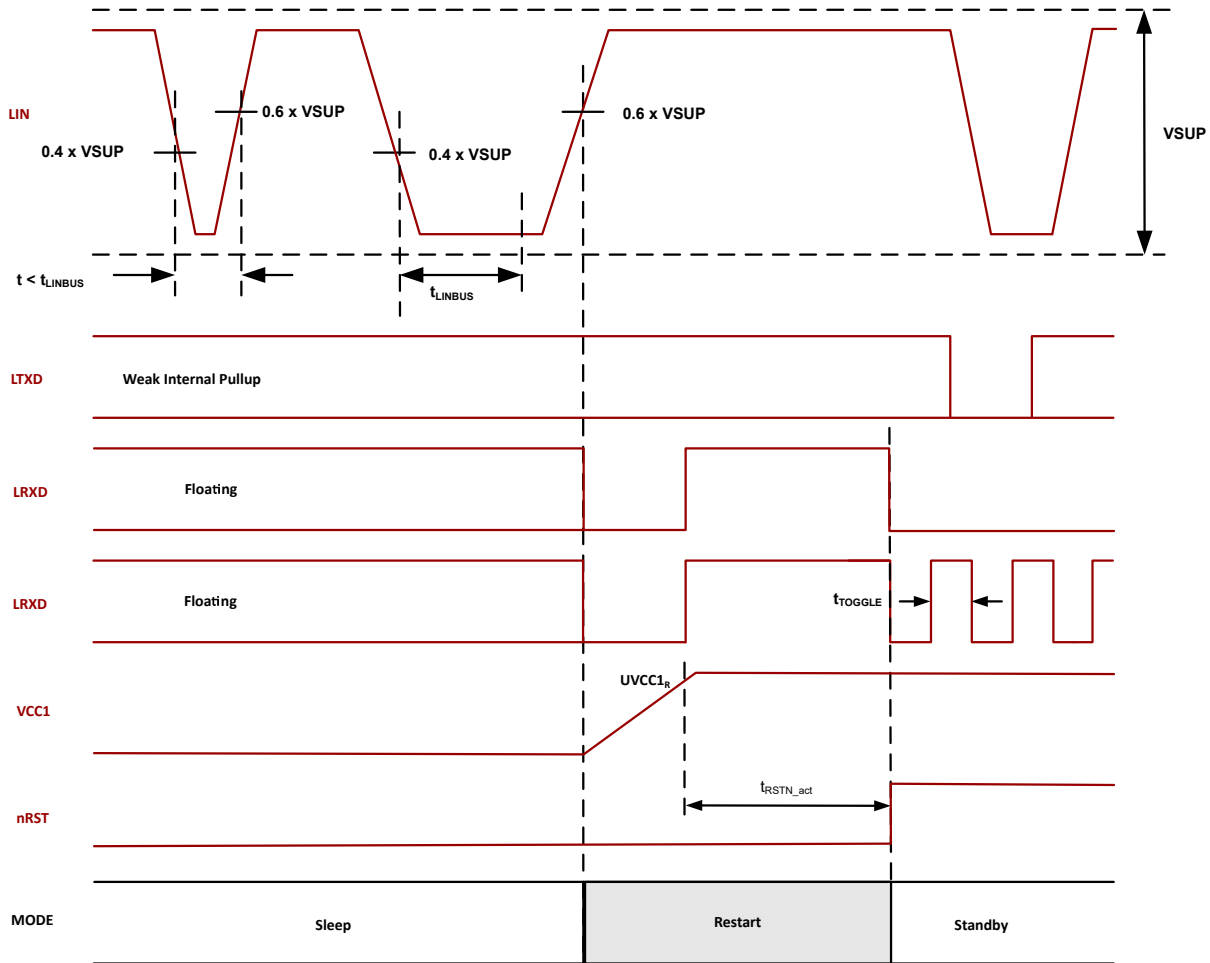 LIN
0.6 x VSUP
0.6 x VSUP
VSUP
0.4 x VSUP
0.4 x VSUP
t < tLINBUS
tLINBUS
LTXD
Weak Internal Pullup
LRXD
Floating
LRXD
Floating
tTOGGLE
VCC1
UVCC1R
nRST
tRSTN_act
MODE
Sleep
Restart
Standby